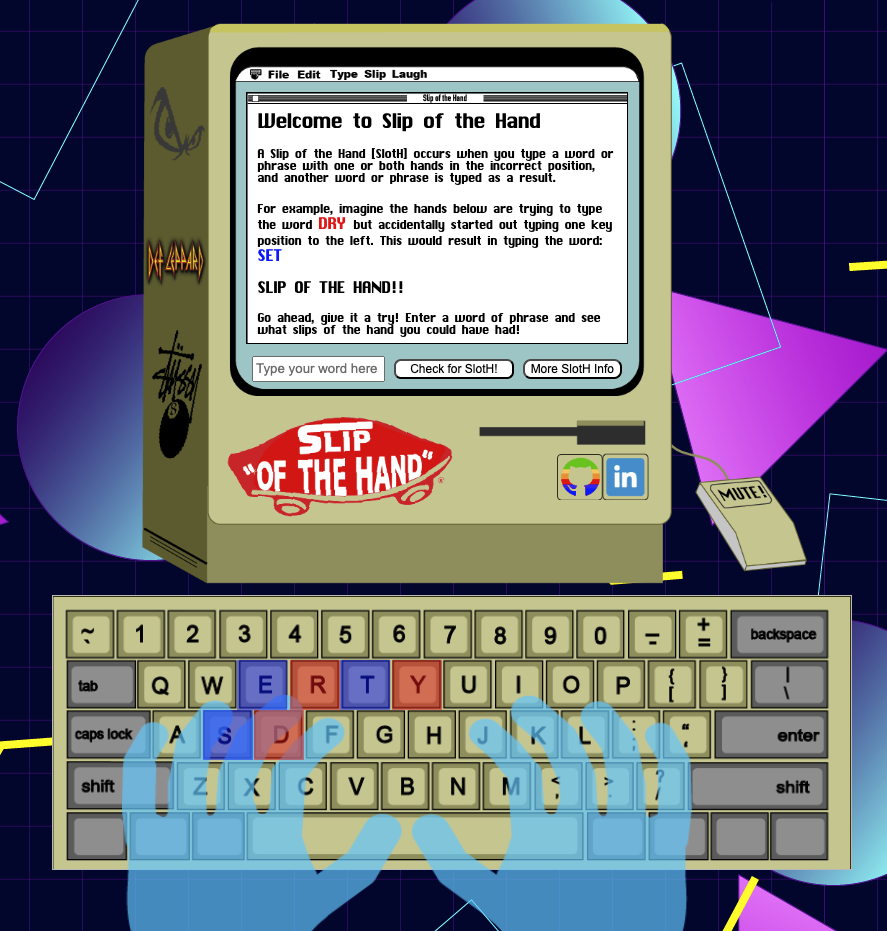 File Edit Type Slip Laugh
Slip of the Hand
Welcome to Slip of the Hand
A Slip of the Hand [SlotH] occurs when you type a word or
phrase with one or both hands in the incorrect position,
and another word or phrase is typed as a result.
For example, imagine the hands below are trying to type
the word DRY but accidentally started out typing one key
position to the left. This would result in typing the word:
SET
SLIP OF THE HAND!!
Go ahead, give it a try! Enter a word of phrase and see
what slips of the hand you could have had!
Type your word here Check for SlotH! More SlotH Info
DEF LEPPARD
STÜSSY
S
SLIP
"OF THE HAND"
®
in
MUTE!
~ ` 1 2 3 4 5 6 7 8 9 0 _ - + = backspace
tab Q W E R T Y U I O P { [ } ] | \
caps lock A S D F G H J K L : ; " ' enter
shift Z X C V B N M < , > . ? / shift